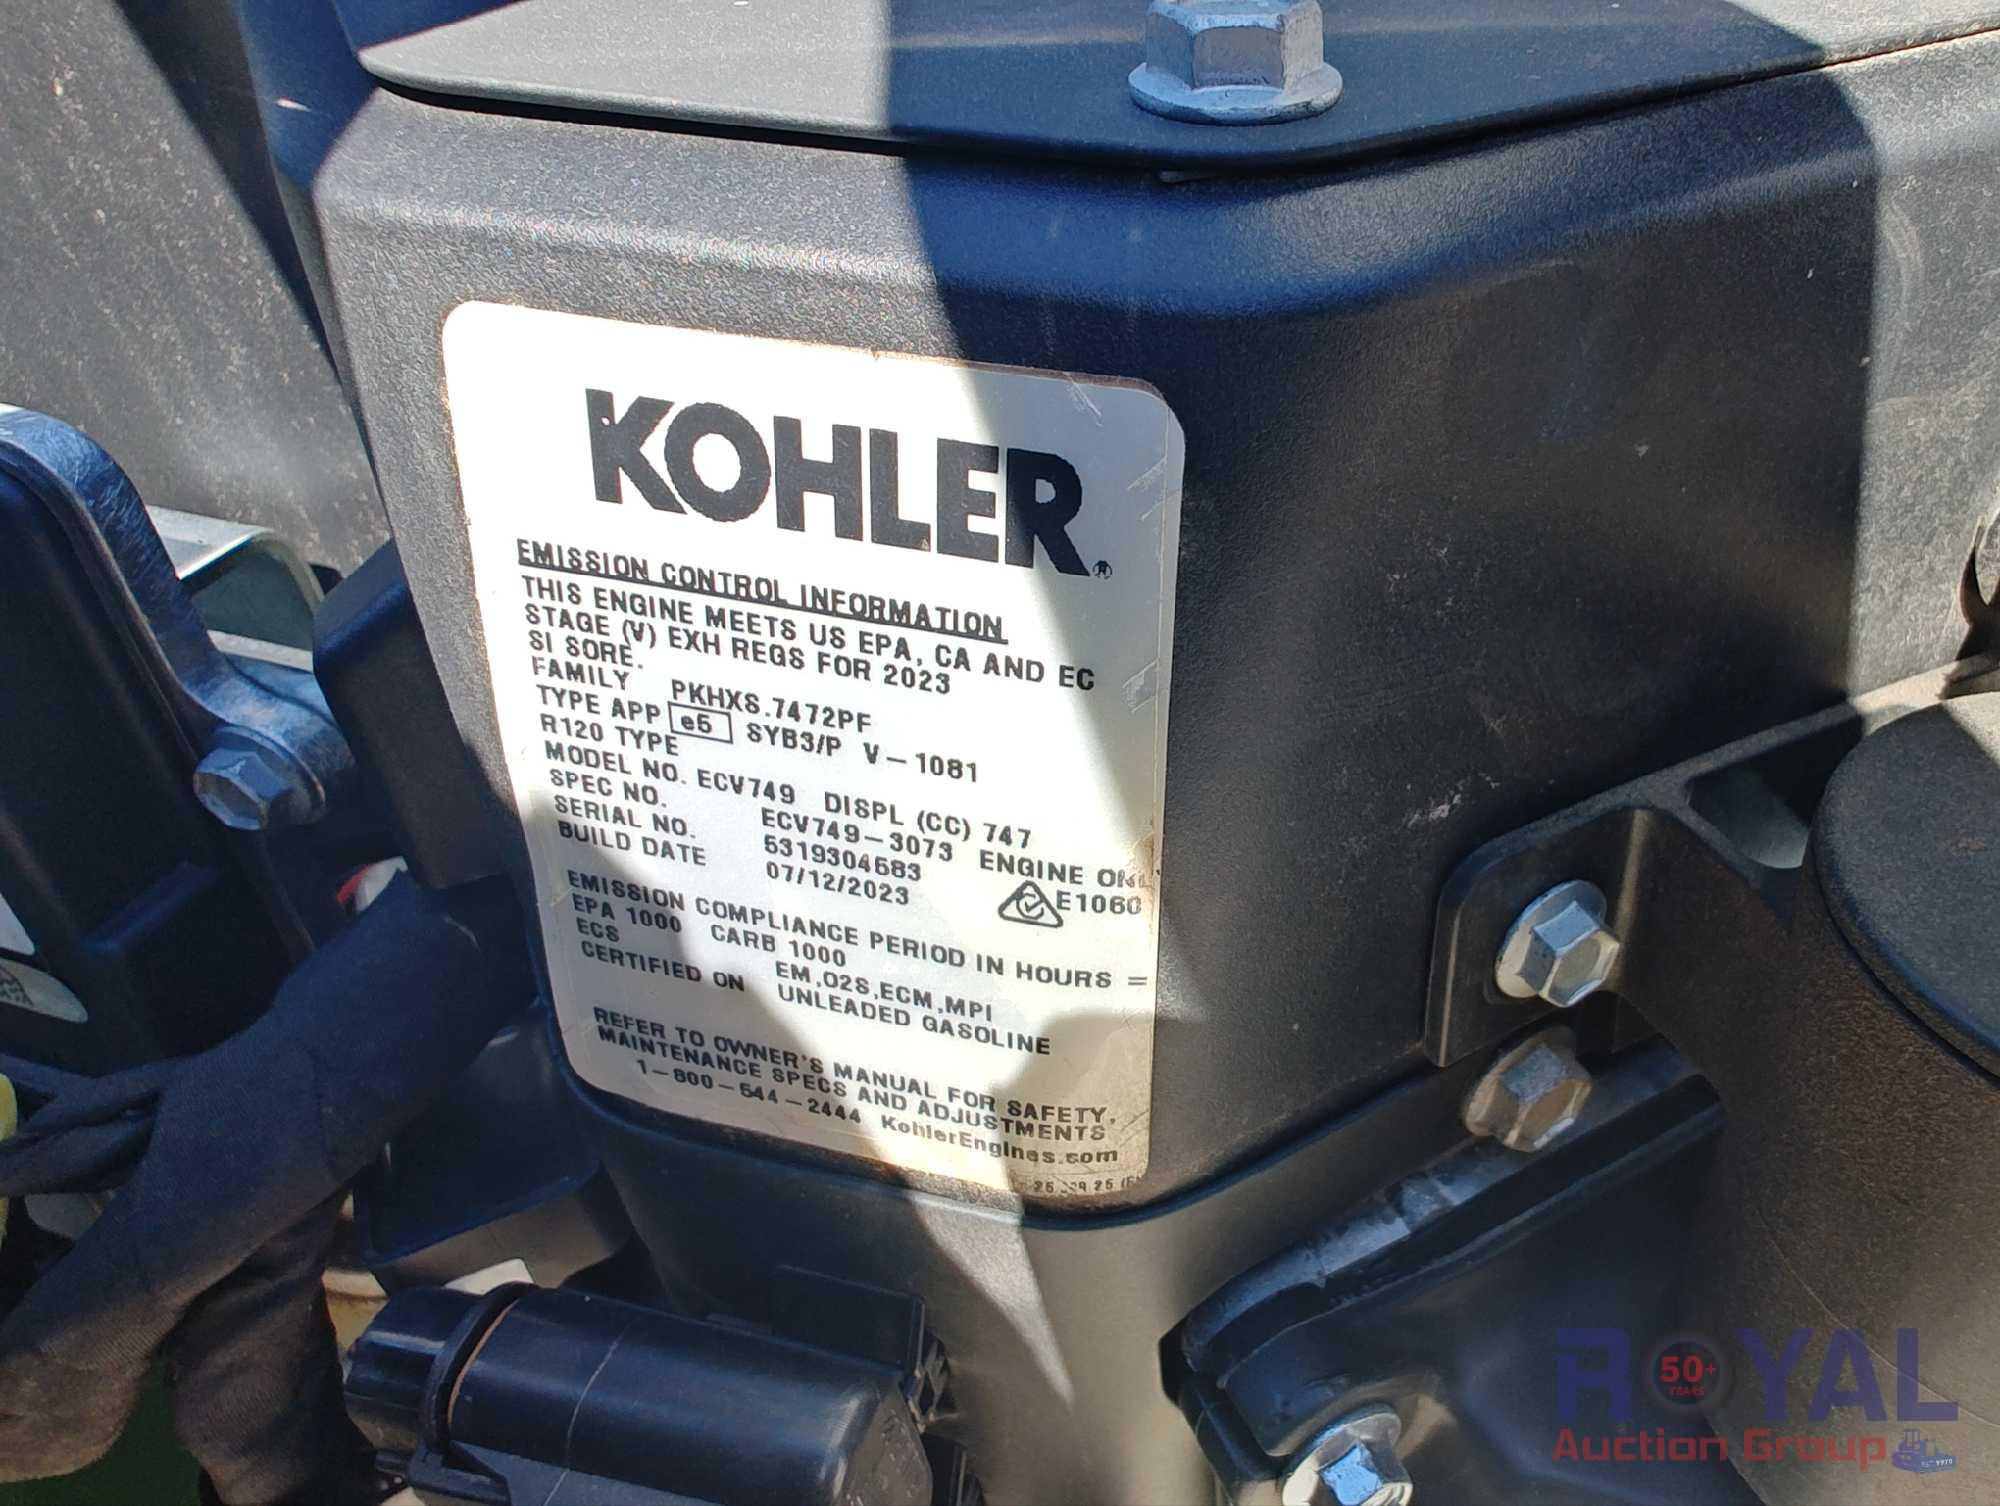 KOHLER®
EMISSION CONTROL INFORMATION
THIS ENGINE MEETS US EPA, CA AND EC
STAGE (V) EXH REGS FOR 2023
SI SORE.
FAMILY PKHXS.7472PF
TYPE APP e5 SYB3/P V-1081
R120 TYPE
MODEL NO. ECV749 DISPL (CC) 747
SPEC NO. ECV749-3073 ENGINE
SERIAL NO. 5319304683
BUILD DATE 07/12/2023 E1060
EMISSION COMPLIANCE PERIOD IN HOURS =
EPA 1000 CARB 1000
ECS EM,O2S,ECM,MPI
CERTIFIED ON UNLEADED GASOLINE
REFER TO OWNER'S MANUAL FOR SAFETY,
MAINTENANCE SPECS AND ADJUSTMENTS
1-800-544-2444 KohlerEngines.com
ROYAL
50+
YEARS
Auction Group
EST. 1970